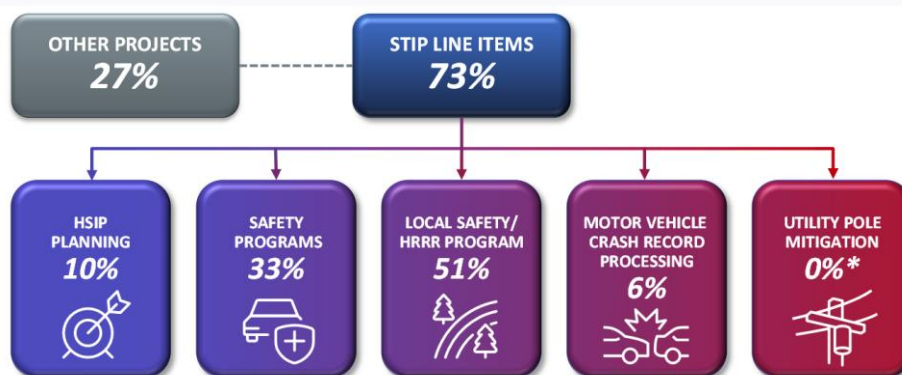 OTHER PROJECTS
27%
STIP LINE ITEMS
73%
HSIP
PLANNING
10%
SAFETY
PROGRAMS
33%
LOCAL SAFETY/
HRRR PROGRAM
51%
MOTOR VEHICLE
CRASH RECORD
PROCESSING
6%
UTILITY POLE
MITIGATION
0%*